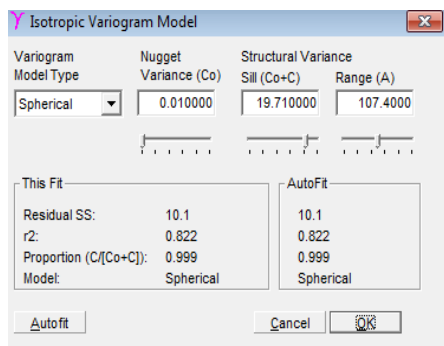 Isotropic Variogram Model
Variogram Nugget Structural Variance
Model Type Variance (Co) Sill (Co+C) Range (A)
Spherical 0.010000 19.710000 107.4000
This Fit AutoFit
Residual SS: 10.1 10.1
r2: 0.822 0.822
Proportion (C/[Co+C]): 0.999 0.999
Model: Spherical Spherical
Autofit Cancel OK